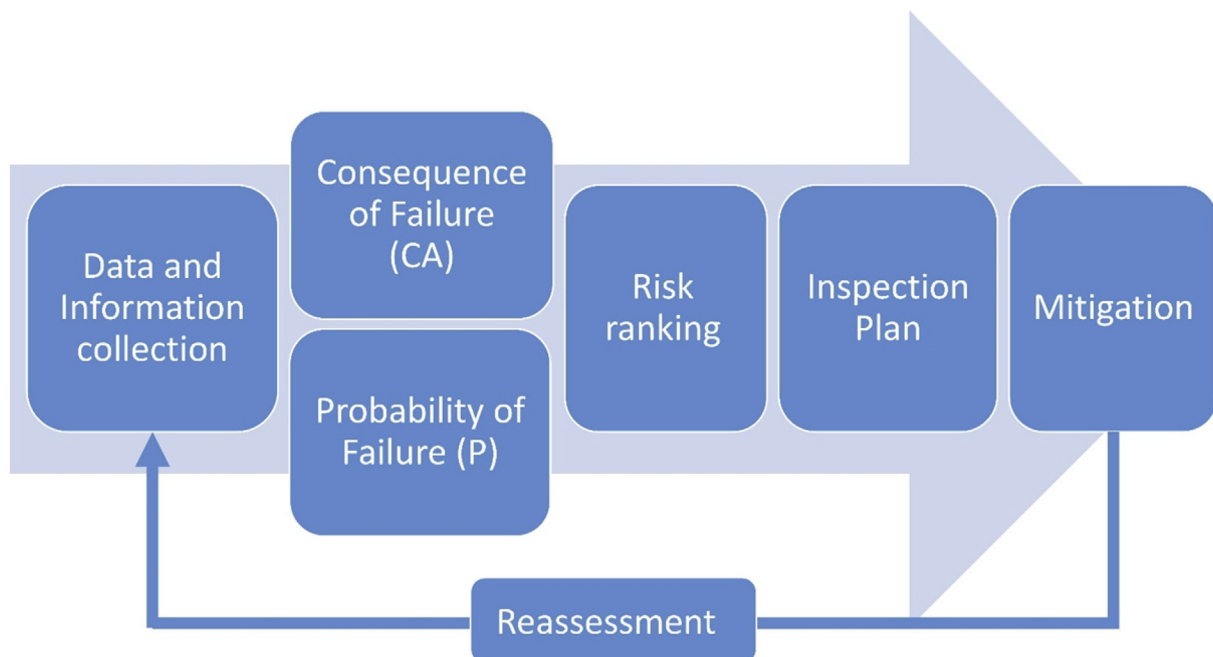 Data and
Information
collection
Consequence
of Failure
(CA)
Probability of
Failure (P)
Risk
ranking
Inspection
Plan
Mitigation
Reassessment